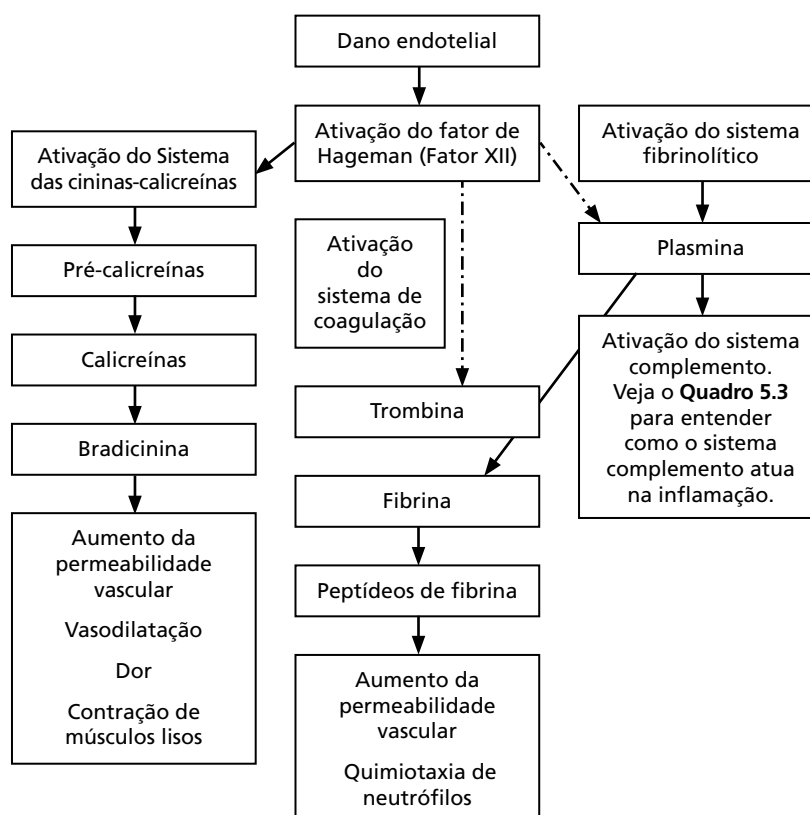 Dano endotelial
Ativação do fator de
Hageman (Fator XII)
Ativação do Sistema
das cininas-calicreínas
Pré-calicreínas
Calicreínas
Bradicinina
Aumento da
permeabilidade
vascular
Vasodilatação
Dor
Contração de
músculos lisos
Ativação
do
sistema de
coagulação
Trombina
Fibrina
Peptídeos de fibrina
Aumento da
permeabilidade
vascular
Quimiotaxia de
neutrófilos
Ativação do sistema
fibrinolítico
Plasmina
Ativação do sistema
complemento.
Veja o Quadro 5.3
para entender
como o sistema
complemento atua
na inflamação.